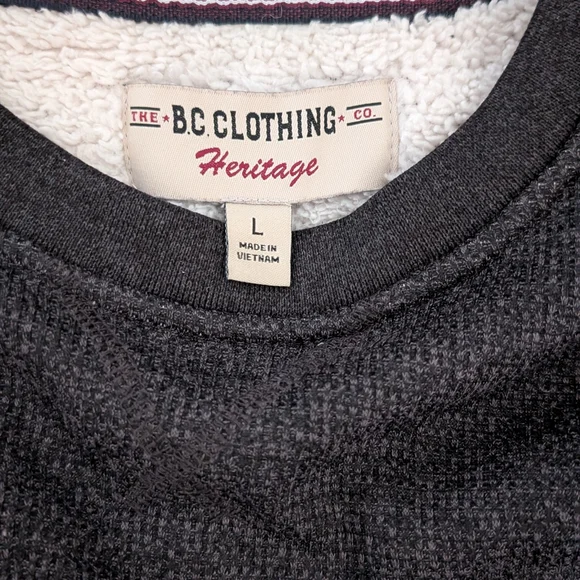 THE ★ B.C. CLOTHING ★ CO.
Heritage
L
MADE IN
VIETNAM